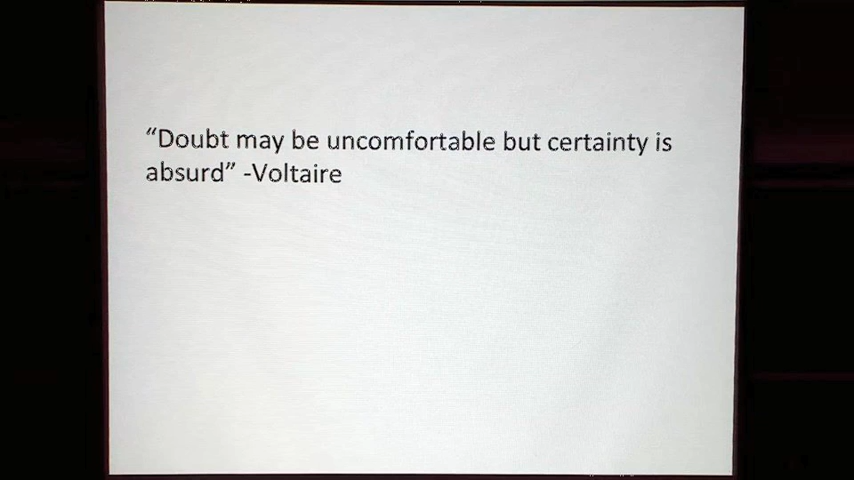 “Doubt may be uncomfortable but certainty is
absurd” -Voltaire